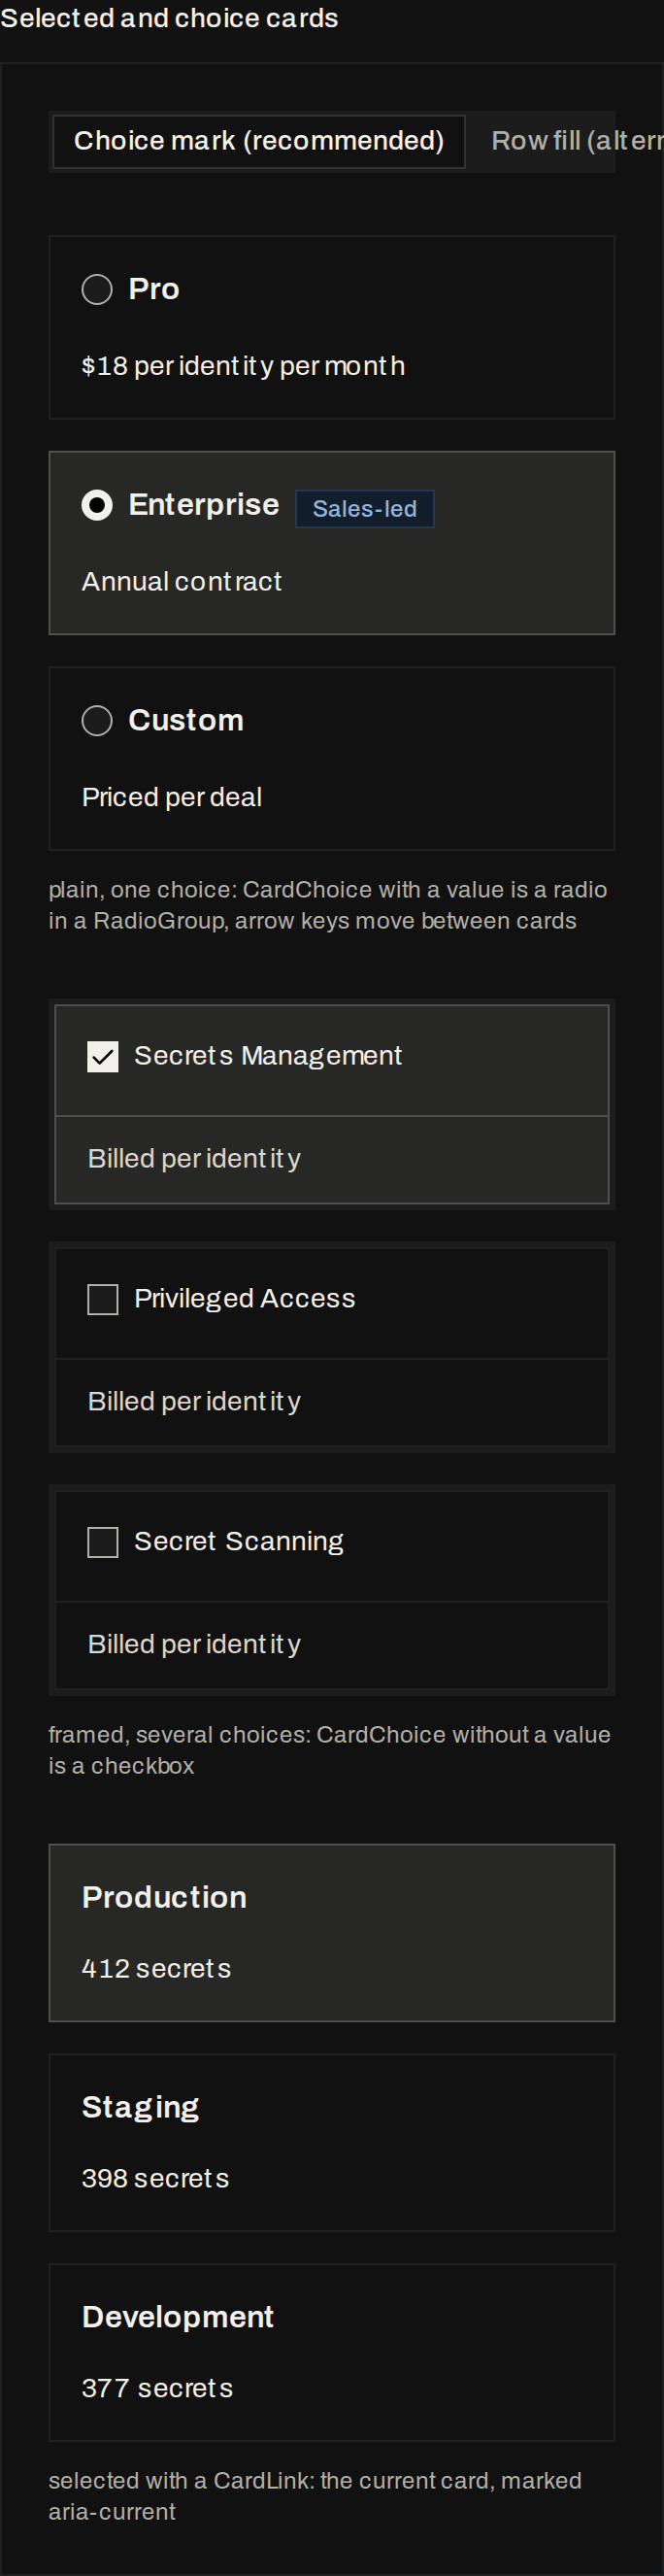 Selected and choice cards
Choice mark (recommended)
Row fill (altern
Pro
$18 per identity per month
Enterprise
Sales-led
Annual contract
Custom
Priced per deal
plain, one choice: CardChoice with a value is a radio
in a RadioGroup, arrow keys move between cards
Secrets Management
Billed per identity
Privileged Access
Billed per identity
Secret Scanning
Billed per identity
framed, several choices: CardChoice without a value
is a checkbox
Production
412 secrets
Staging
398 secrets
Development
377 secrets
selected with a CardLink: the current card, marked
aria-current